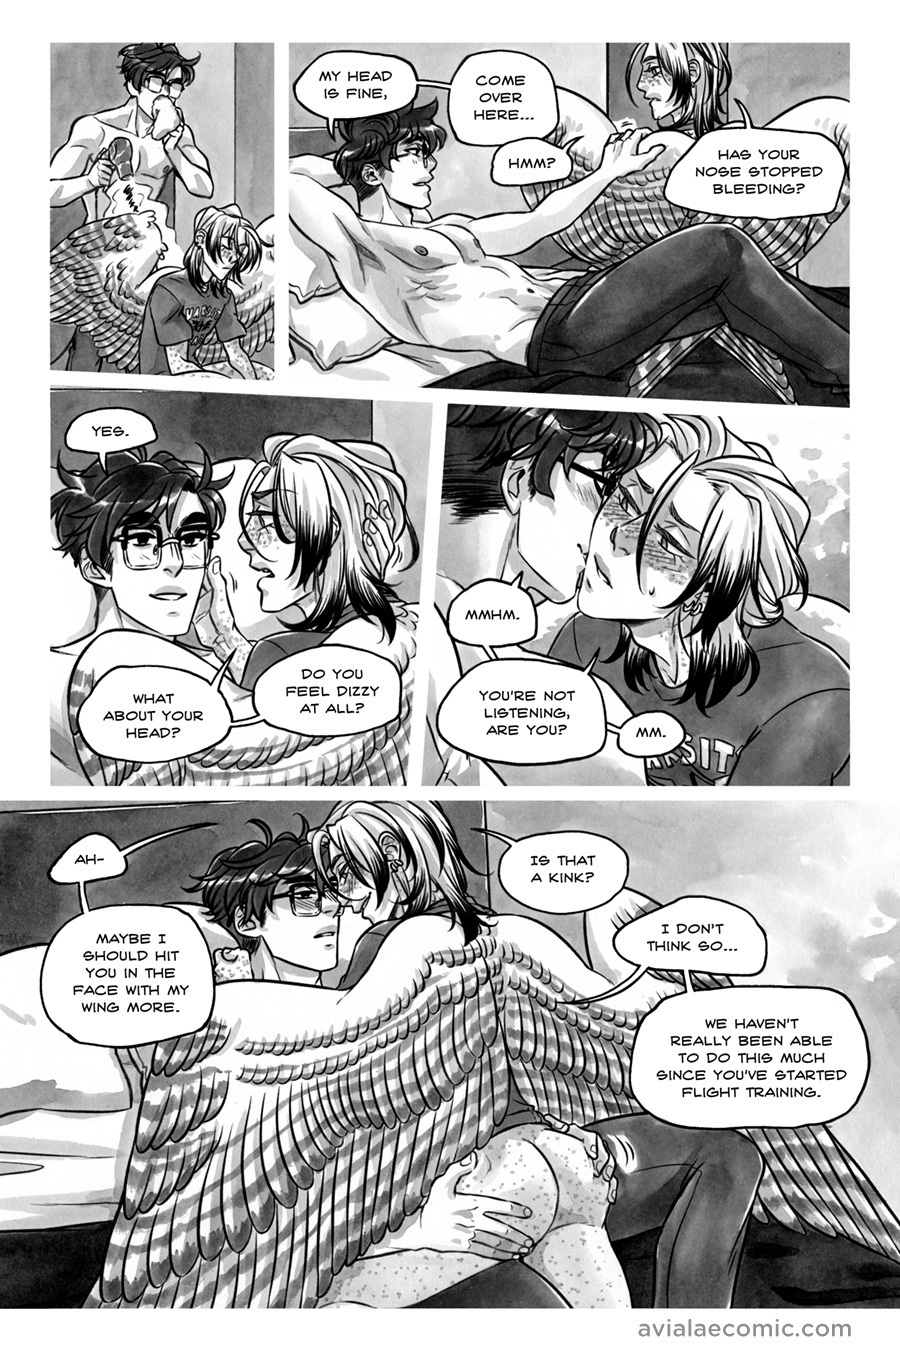 MY HEAD
IS FINE,
COME
OVER
HERE...
HMM?
HAS YOUR
NOSE STOPPED
BLEEDING?
YES.
WHAT
ABOUT YOUR
HEAD?
DO YOU
FEEL DIZZY
AT ALL?
MMHM.
YOU'RE NOT
LISTENING,
ARE YOU?
MM.
AH-
MAYBE I
SHOULD HIT
YOU IN THE
FACE WITH MY
WING MORE.
IS THAT
A KINK?
I DON'T
THINK SO...
WE HAVEN'T
REALLY BEEN ABLE
TO DO THIS MUCH
SINCE YOU'VE STARTED
FLIGHT TRAINING.
avialaecomic.com